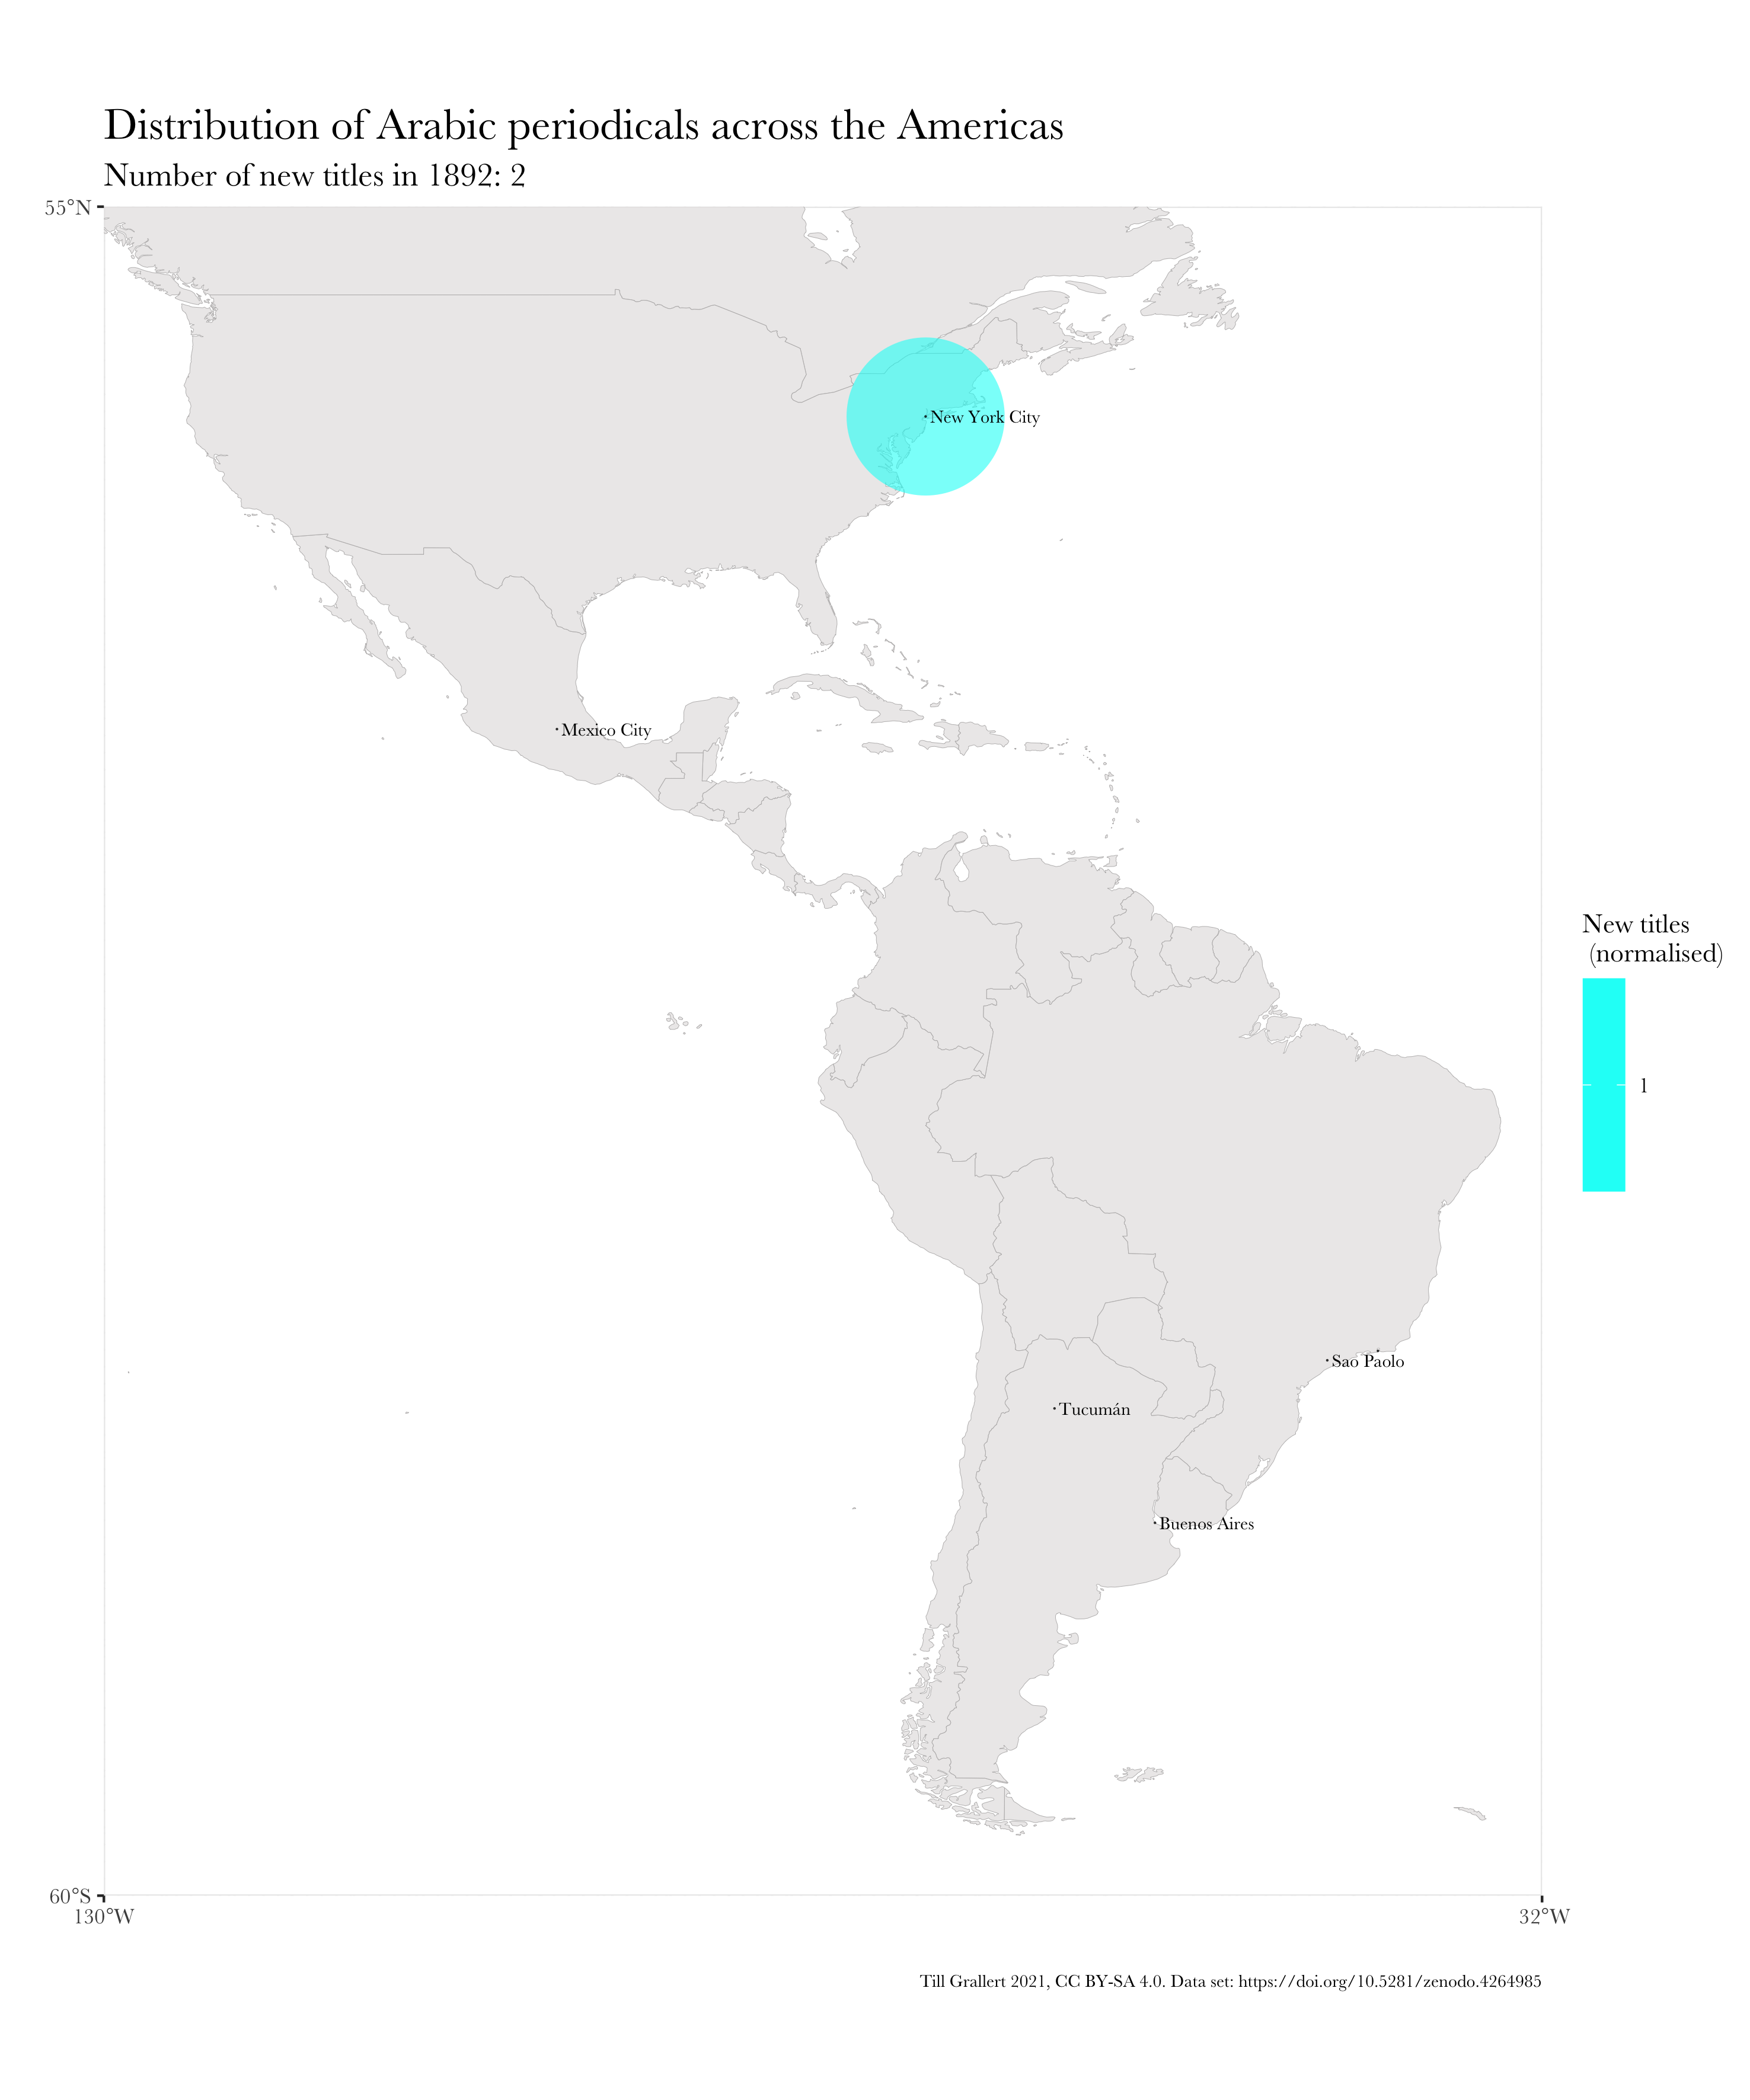 Distribution of Arabic periodicals across the Americas
Number of new titles in 1892: 2
55°N
New York City
Mexico City
New titles
(normalised)
1
Sao Paolo
Tucumán
Buenos Aires
60°S
130°W
32°W
Till Grallert 2021, CC BY-SA 4.0. Data set: https://doi.org/10.5281/zenodo.4264985